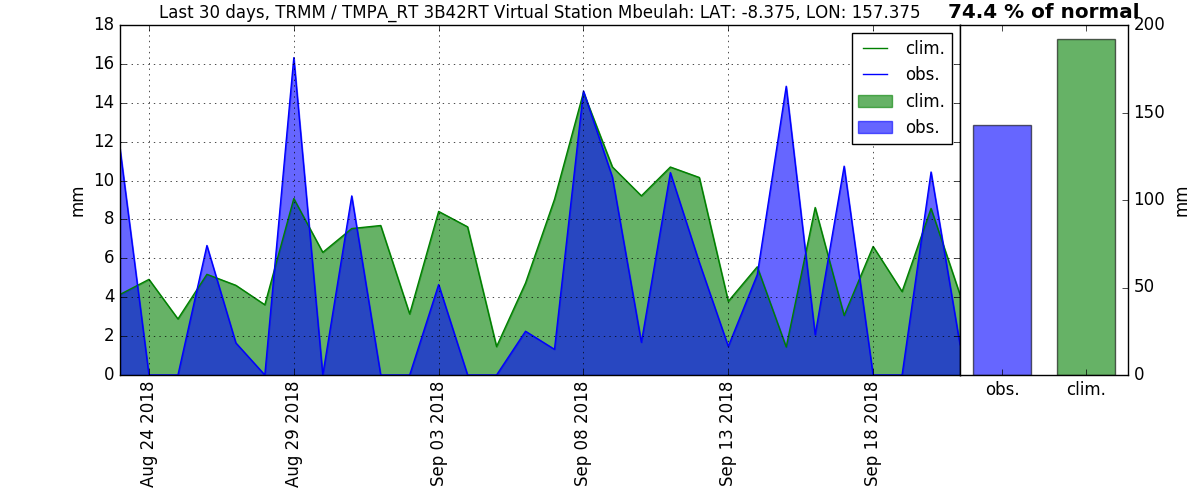 Last 30 days, TRMM / TMPA_RT 3B42RT Virtual Station Mbeulah: LAT: -8.375, LON: 157.375
74.4 % of normal
18
16
14
12
10
8
6
4
2
0
mm
clim.
obs.
clim.
obs.
Aug 24 2018
Aug 29 2018
Sep 03 2018
Sep 08 2018
Sep 13 2018
Sep 18 2018
200
150
100
50
0
mm
obs.
clim.